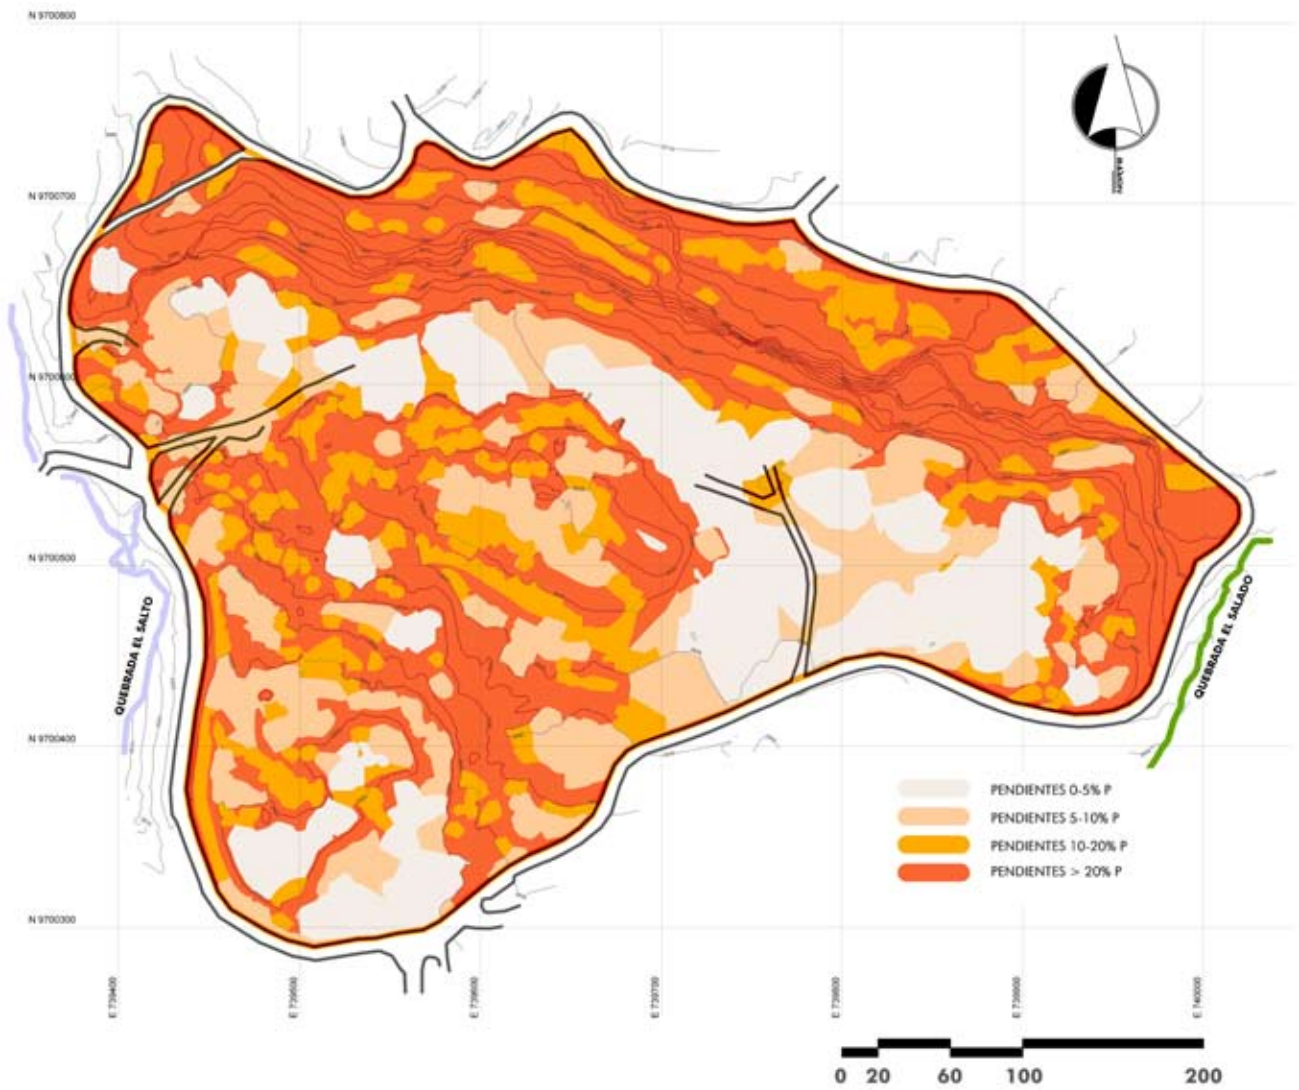 N 9700800
N 9700700
N 9700600
N 9700500
N 9700400
N 9700300
QUEBRADA EL SALTO
QUEBRADA EL SALADO
PENDIENTES 0-5% P
PENDIENTES 5-10% P
PENDIENTES 10-20% P
PENDIENTES > 20% P
E 739400
E 739500
E 739600
E 739700
E 739800
E 739900
E 740000
0 20 60 100 200